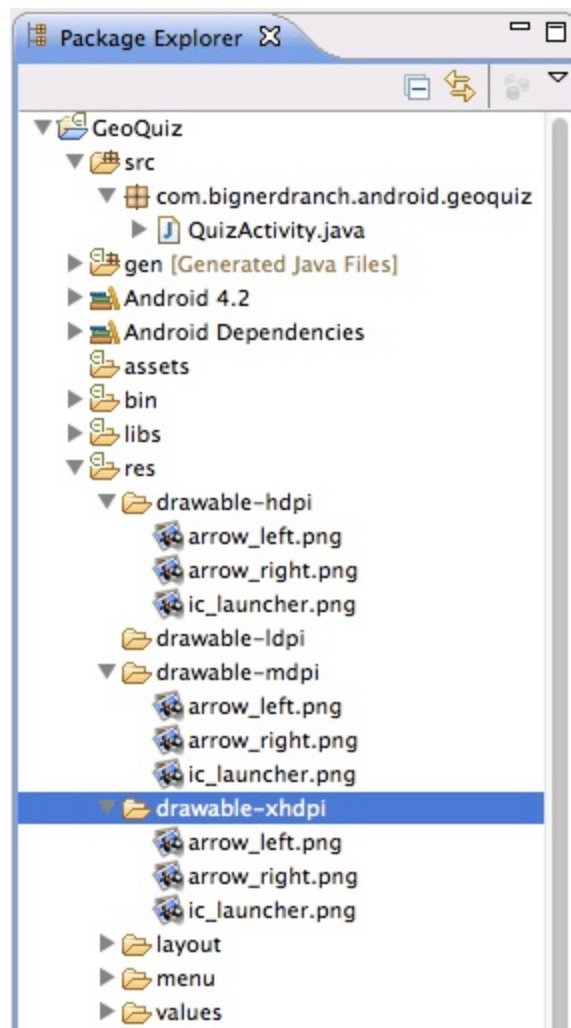 Package Explorer
GeoQuiz
src
com.bignerdranch.android.geoquiz
J QuizActivity.java
gen [Generated Java Files]
Android 4.2
Android Dependencies
assets
bin
libs
res
drawable-hdpi
arrow_left.png
arrow_right.png
ic_launcher.png
drawable-ldpi
drawable-mdpi
arrow_left.png
arrow_right.png
ic_launcher.png
drawable-xhdpi
arrow_left.png
arrow_right.png
ic_launcher.png
layout
menu
values